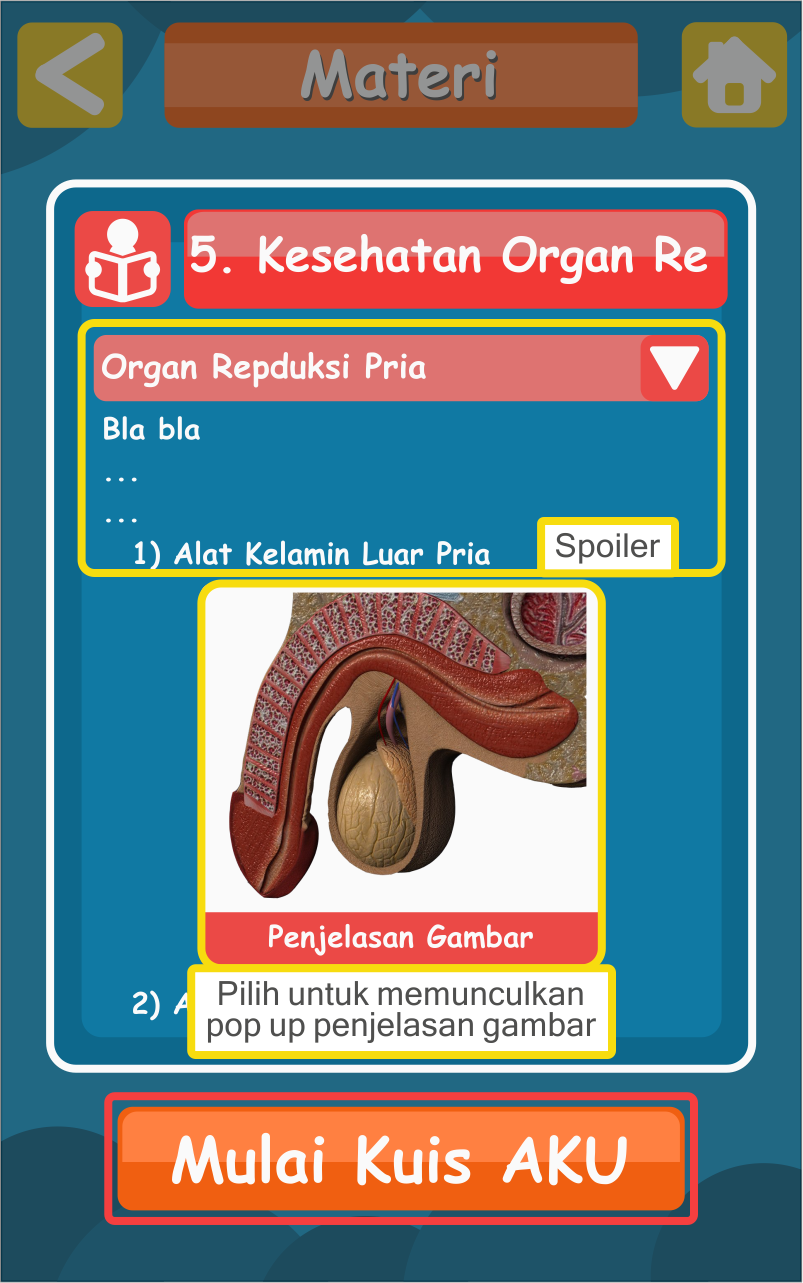 Materi
5. Kesehatan Organ Re
Organ Repduksi Pria
Bla bla
...
...
1) Alat Kelamin Luar Pria
Spoiler
Penjelasan Gambar
2) A
Pilih untuk memunculkan
pop up penjelasan gambar
Mulai Kuis AKU